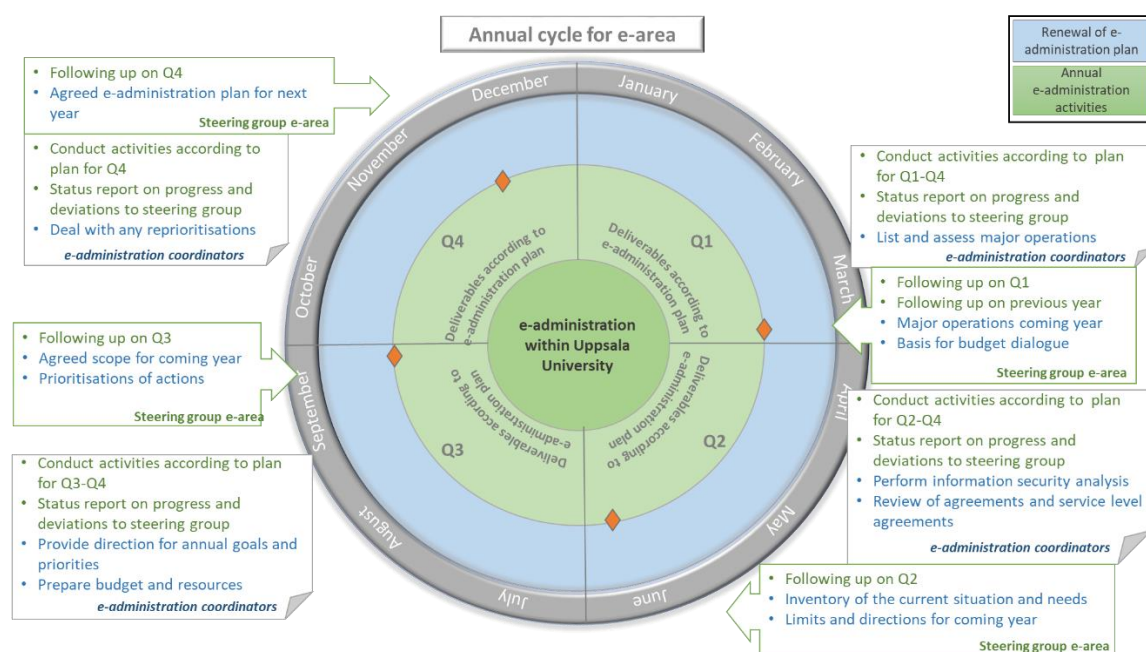 Annual cycle for e-area
Renewal of e-
administration plan
Annual
e-administration
activities
• Following up on Q4
• Agreed e-administration plan for next
year
Steering group e-area
• Conduct activities according to
plan for Q4
• Status report on progress and
deviations to steering group
• Deal with any reprioritisations
e-administration coordinators
• Following up on Q3
• Agreed scope for coming year
• Prioritisations of actions
Steering group e-area
• Conduct activities according to plan
for Q3-Q4
• Status report on progress and
deviations to steering group
• Provide direction for annual goals and
priorities
• Prepare budget and resources
e-administration coordinators
December
January
November
February
October
March
September
April
August
May
July
June
Q4
Q1
Deliverables according to
e-administration plan
Deliverables according to
e-administration plan
e-administration
within Uppsala
University
Deliverables according to
e-administration plan
Deliverables according to
e-administration plan
Q3
Q2
• Conduct activities according to plan
for Q1-Q4
• Status report on progress and
deviations to steering group
• List and assess major operations
e-administration coordinators
• Following up on Q1
• Following up on previous year
• Major operations coming year
• Basis for budget dialogue
Steering group e-area
• Conduct activities according to plan
for Q2-Q4
• Status report on progress and
deviations to steering group
• Perform information security analysis
• Review of agreements and service level
agreements
e-administration coordinators
• Following up on Q2
• Inventory of the current situation and needs
• Limits and directions for coming year
Steering group e-area